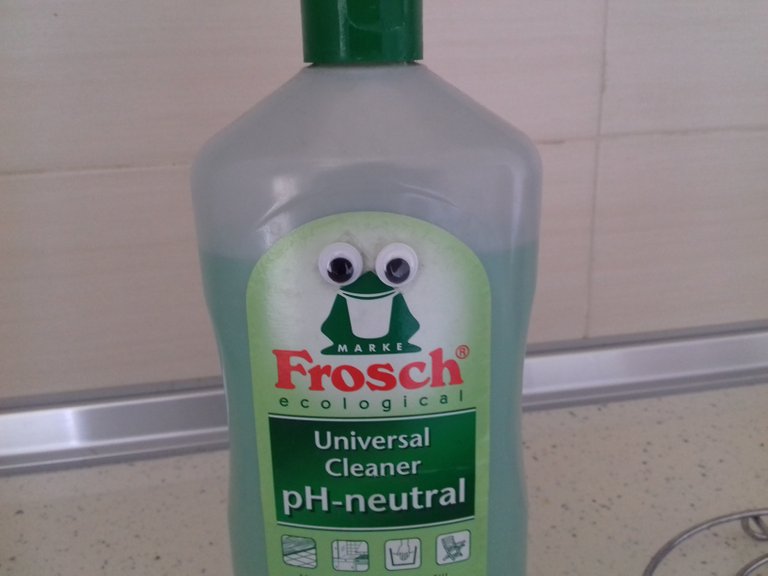 MARKE
Frosch®
ecological
Universal
Cleaner
pH-neutral